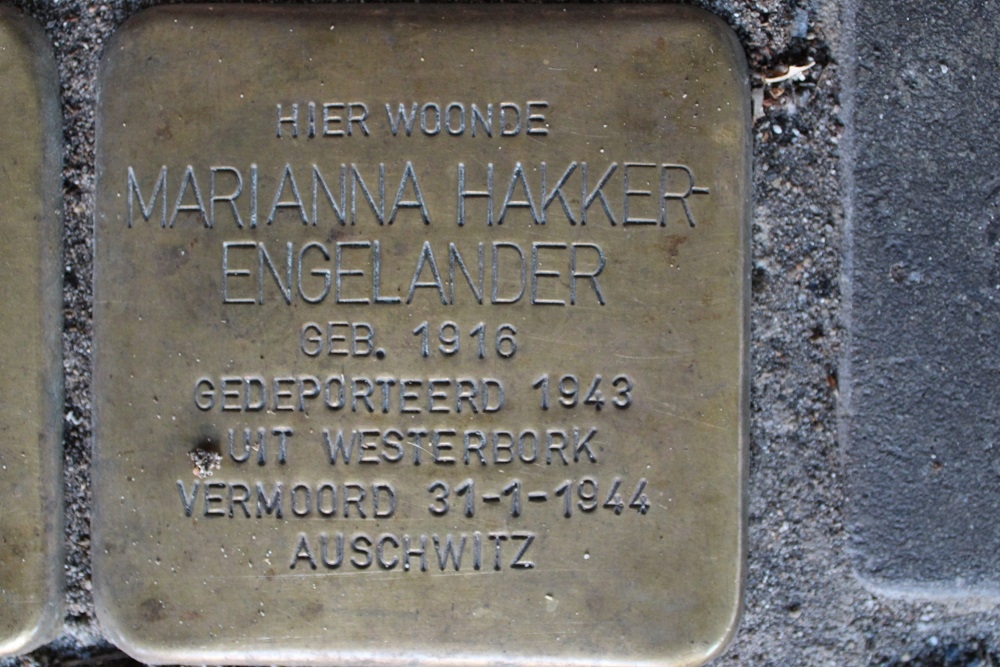 HIER WOONDE
MARIANNA HAKKER-
ENGELANDER
GEB. 1916
GEDEPORTEERD 1943
UIT WESTERBORK
VERMOORD 31-1-1944
AUSCHWITZ